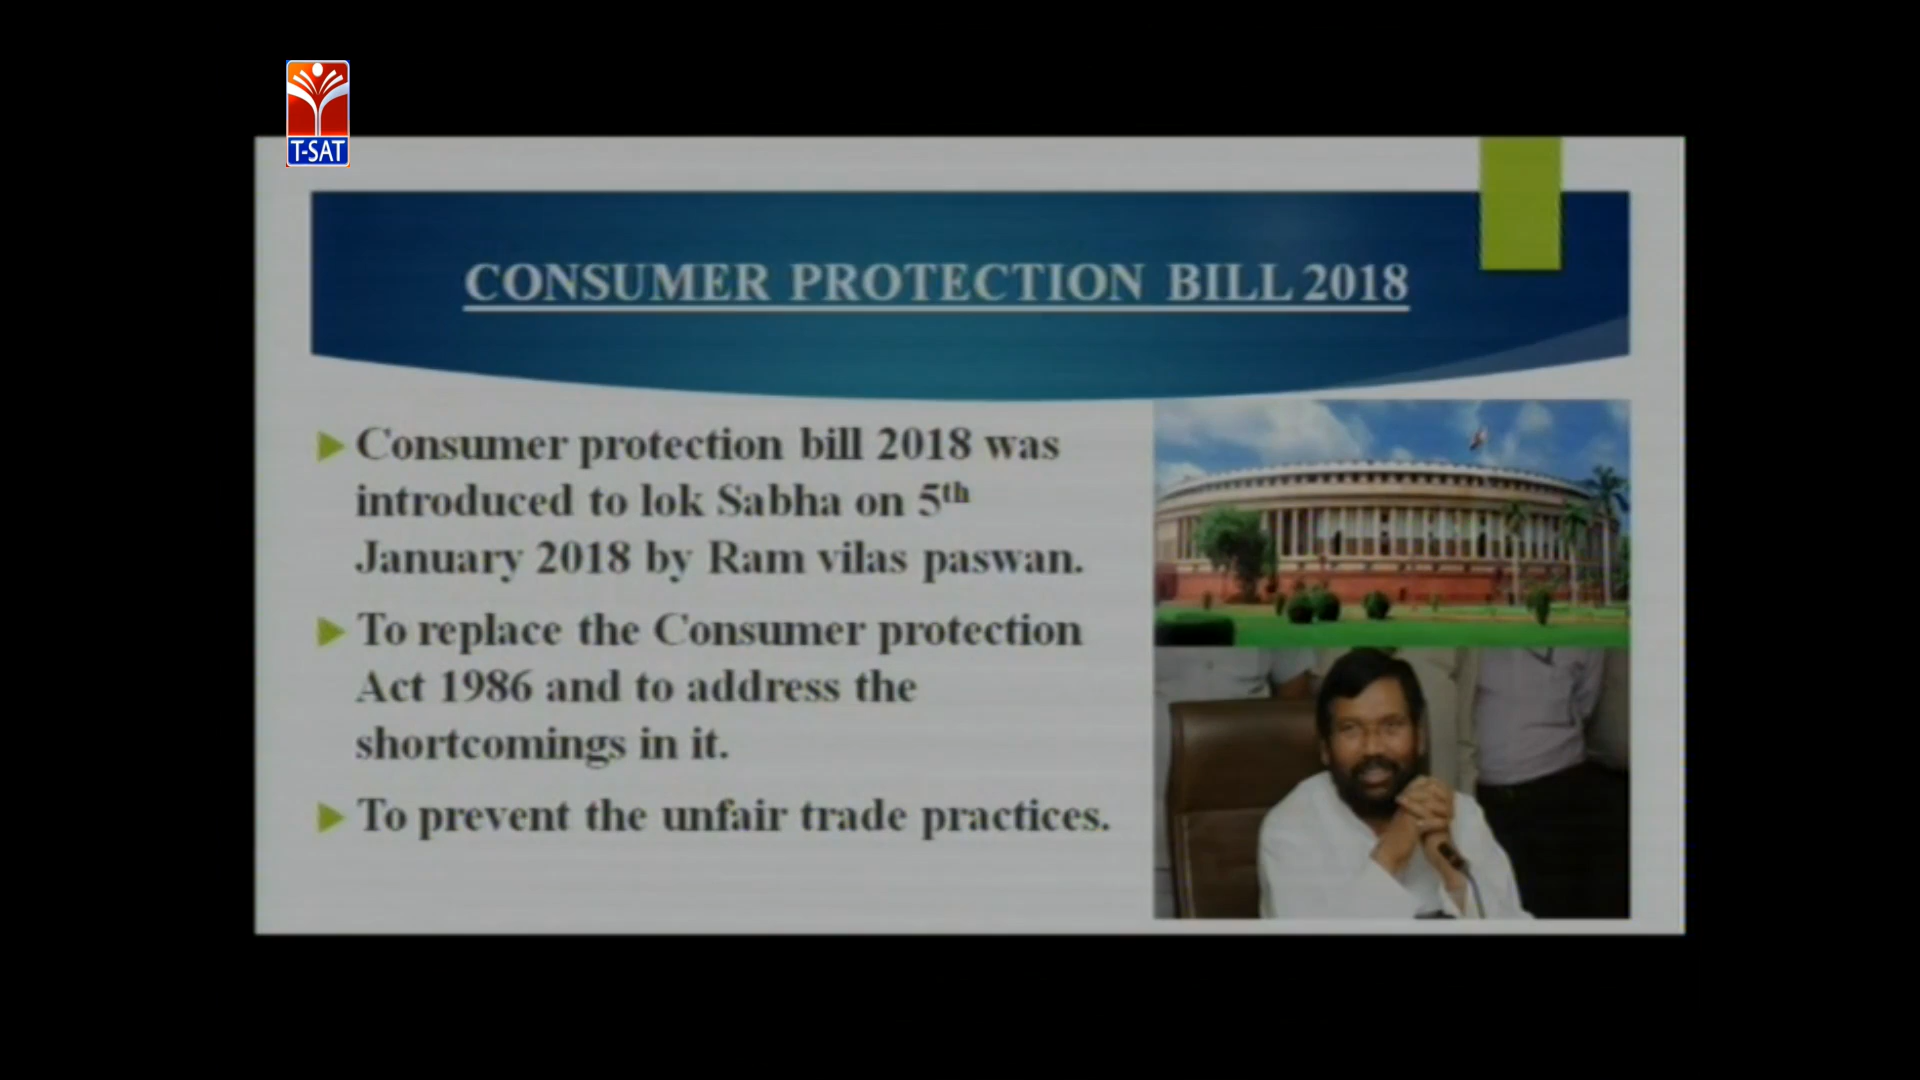 T-SAT
CONSUMER PROTECTION BILL 2018
Consumer protection bill 2018 was
introduced to lok Sabha on 5th
January 2018 by Ram vilas paswan.
To replace the Consumer protection
Act 1986 and to address the
shortcomings in it.
To prevent the unfair trade practices.